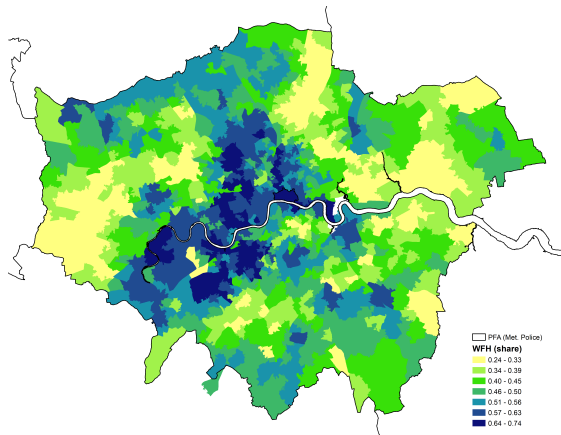 PFA (Met. Police)
WFH (share)
0.24 - 0.33
0.34 - 0.39
0.40 - 0.45
0.46 - 0.50
0.51 - 0.56
0.57 - 0.63
0.64 - 0.74